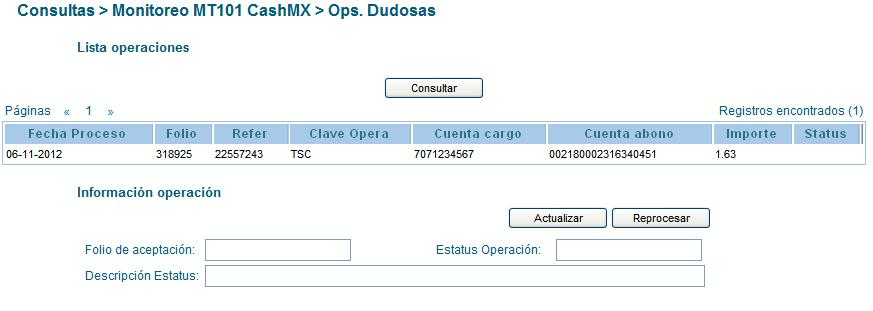 Consultas > Monitoreo MT101 CashMX > Ops. Dudosas
Lista operaciones
Consultar
Páginas « 1 » Registros encontrados (1)
Fecha Proceso Folio Refer Clave Opera Cuenta cargo Cuenta abono Importe Status
06-11-2012 318925 22557243 TSC 7071234567 002180002316340451 1.63
Información operación
Actualizar Reprocesar
Folio de aceptación: Estatus Operación:
Descripción Estatus: